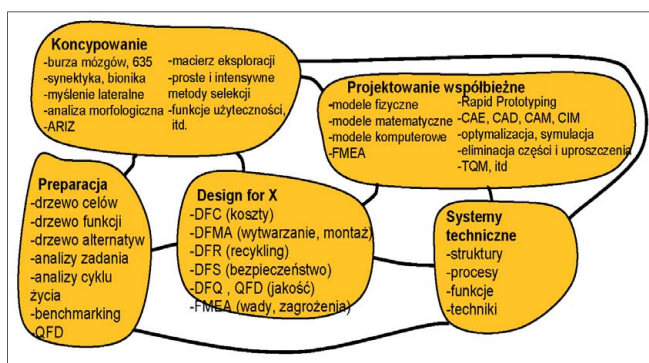 Koncypowanie
-burza mózgów, 635
-synektyka, bionika
-myślenie lateralne
-analiza morfologiczna
-ARIZ
-macierz eksploracji
-proste i intensywne
metody selekcji
-funkcje użyteczności,
itd.
Projektowanie współbieżne
-modele fizyczne
-modele matematyczne
-modele komputerowe
-FMEA
-Rapid Prototyping
-CAE, CAD, CAM, CIM
-optymalizacja, symulacja
-eliminacja części i uproszczenia
-TQM, itd
Preparacja
-drzewo celów
-drzewo funkcji
-drzewo alternatyw
-analizy zadania
-analizy cyklu
życia
-benchmarking
-QFD
Design for X
-DFC (koszty)
-DFMA (wytwarzanie, montaż)
-DFR (recykling)
-DFS (bezpieczeństwo)
-DFQ , QFD (jakość)
-FMEA (wady, zagrożenia)
Systemy
techniczne
-struktury
-procesy
-funkcje
-techniki